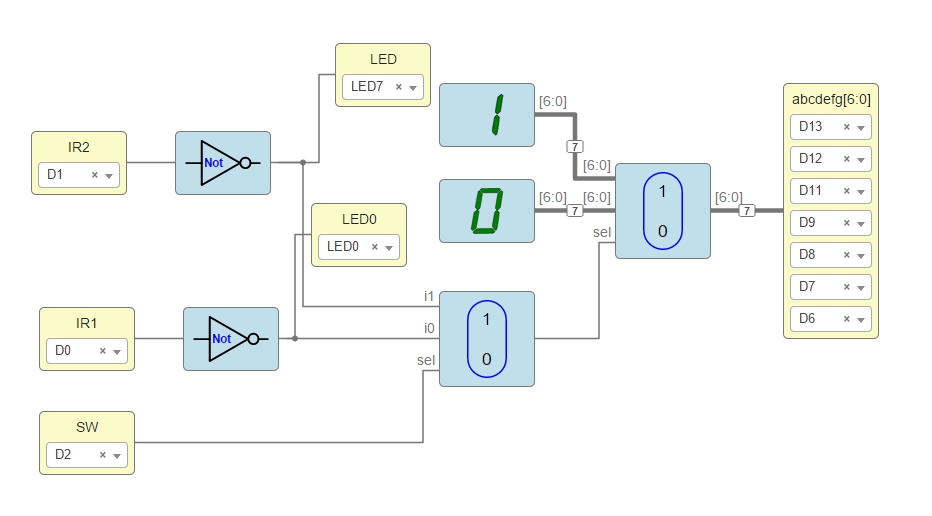 LED
LED7 ×
1
[6:0]
7
abcdefg[6:0]
D13 ×
D12 ×
D11 ×
D9 ×
D8 ×
D7 ×
D6 ×
IR2
D1 ×
Not
[6:0]
1
0
sel
0
[6:0]
7
[6:0]
[6:0]
7
LED0
LED0 ×
i1
i0
sel
1
0
IR1
D0 ×
Not
SW
D2 ×